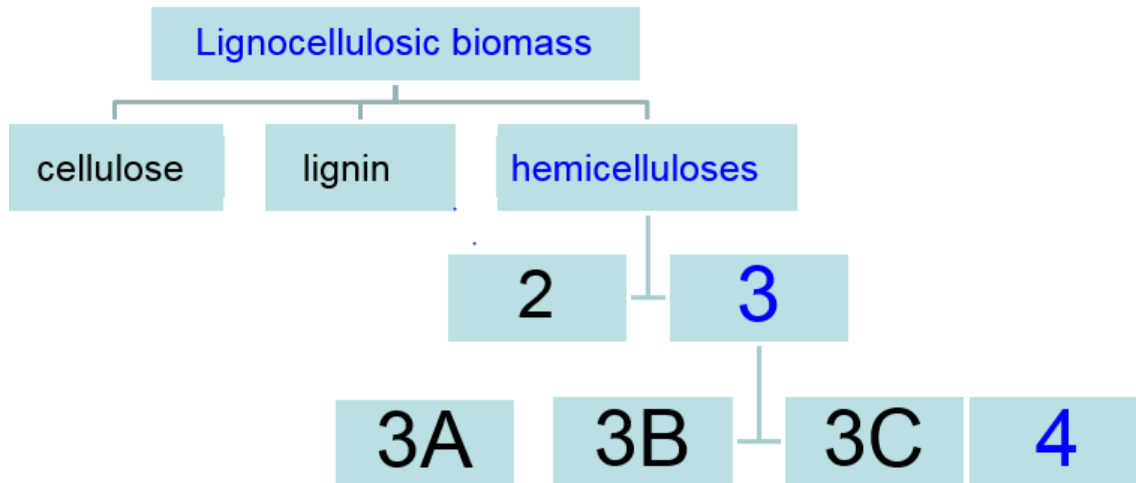 Lignocellulosic biomass
cellulose
lignin
hemicelluloses
2
3
3A
3B
3C
4